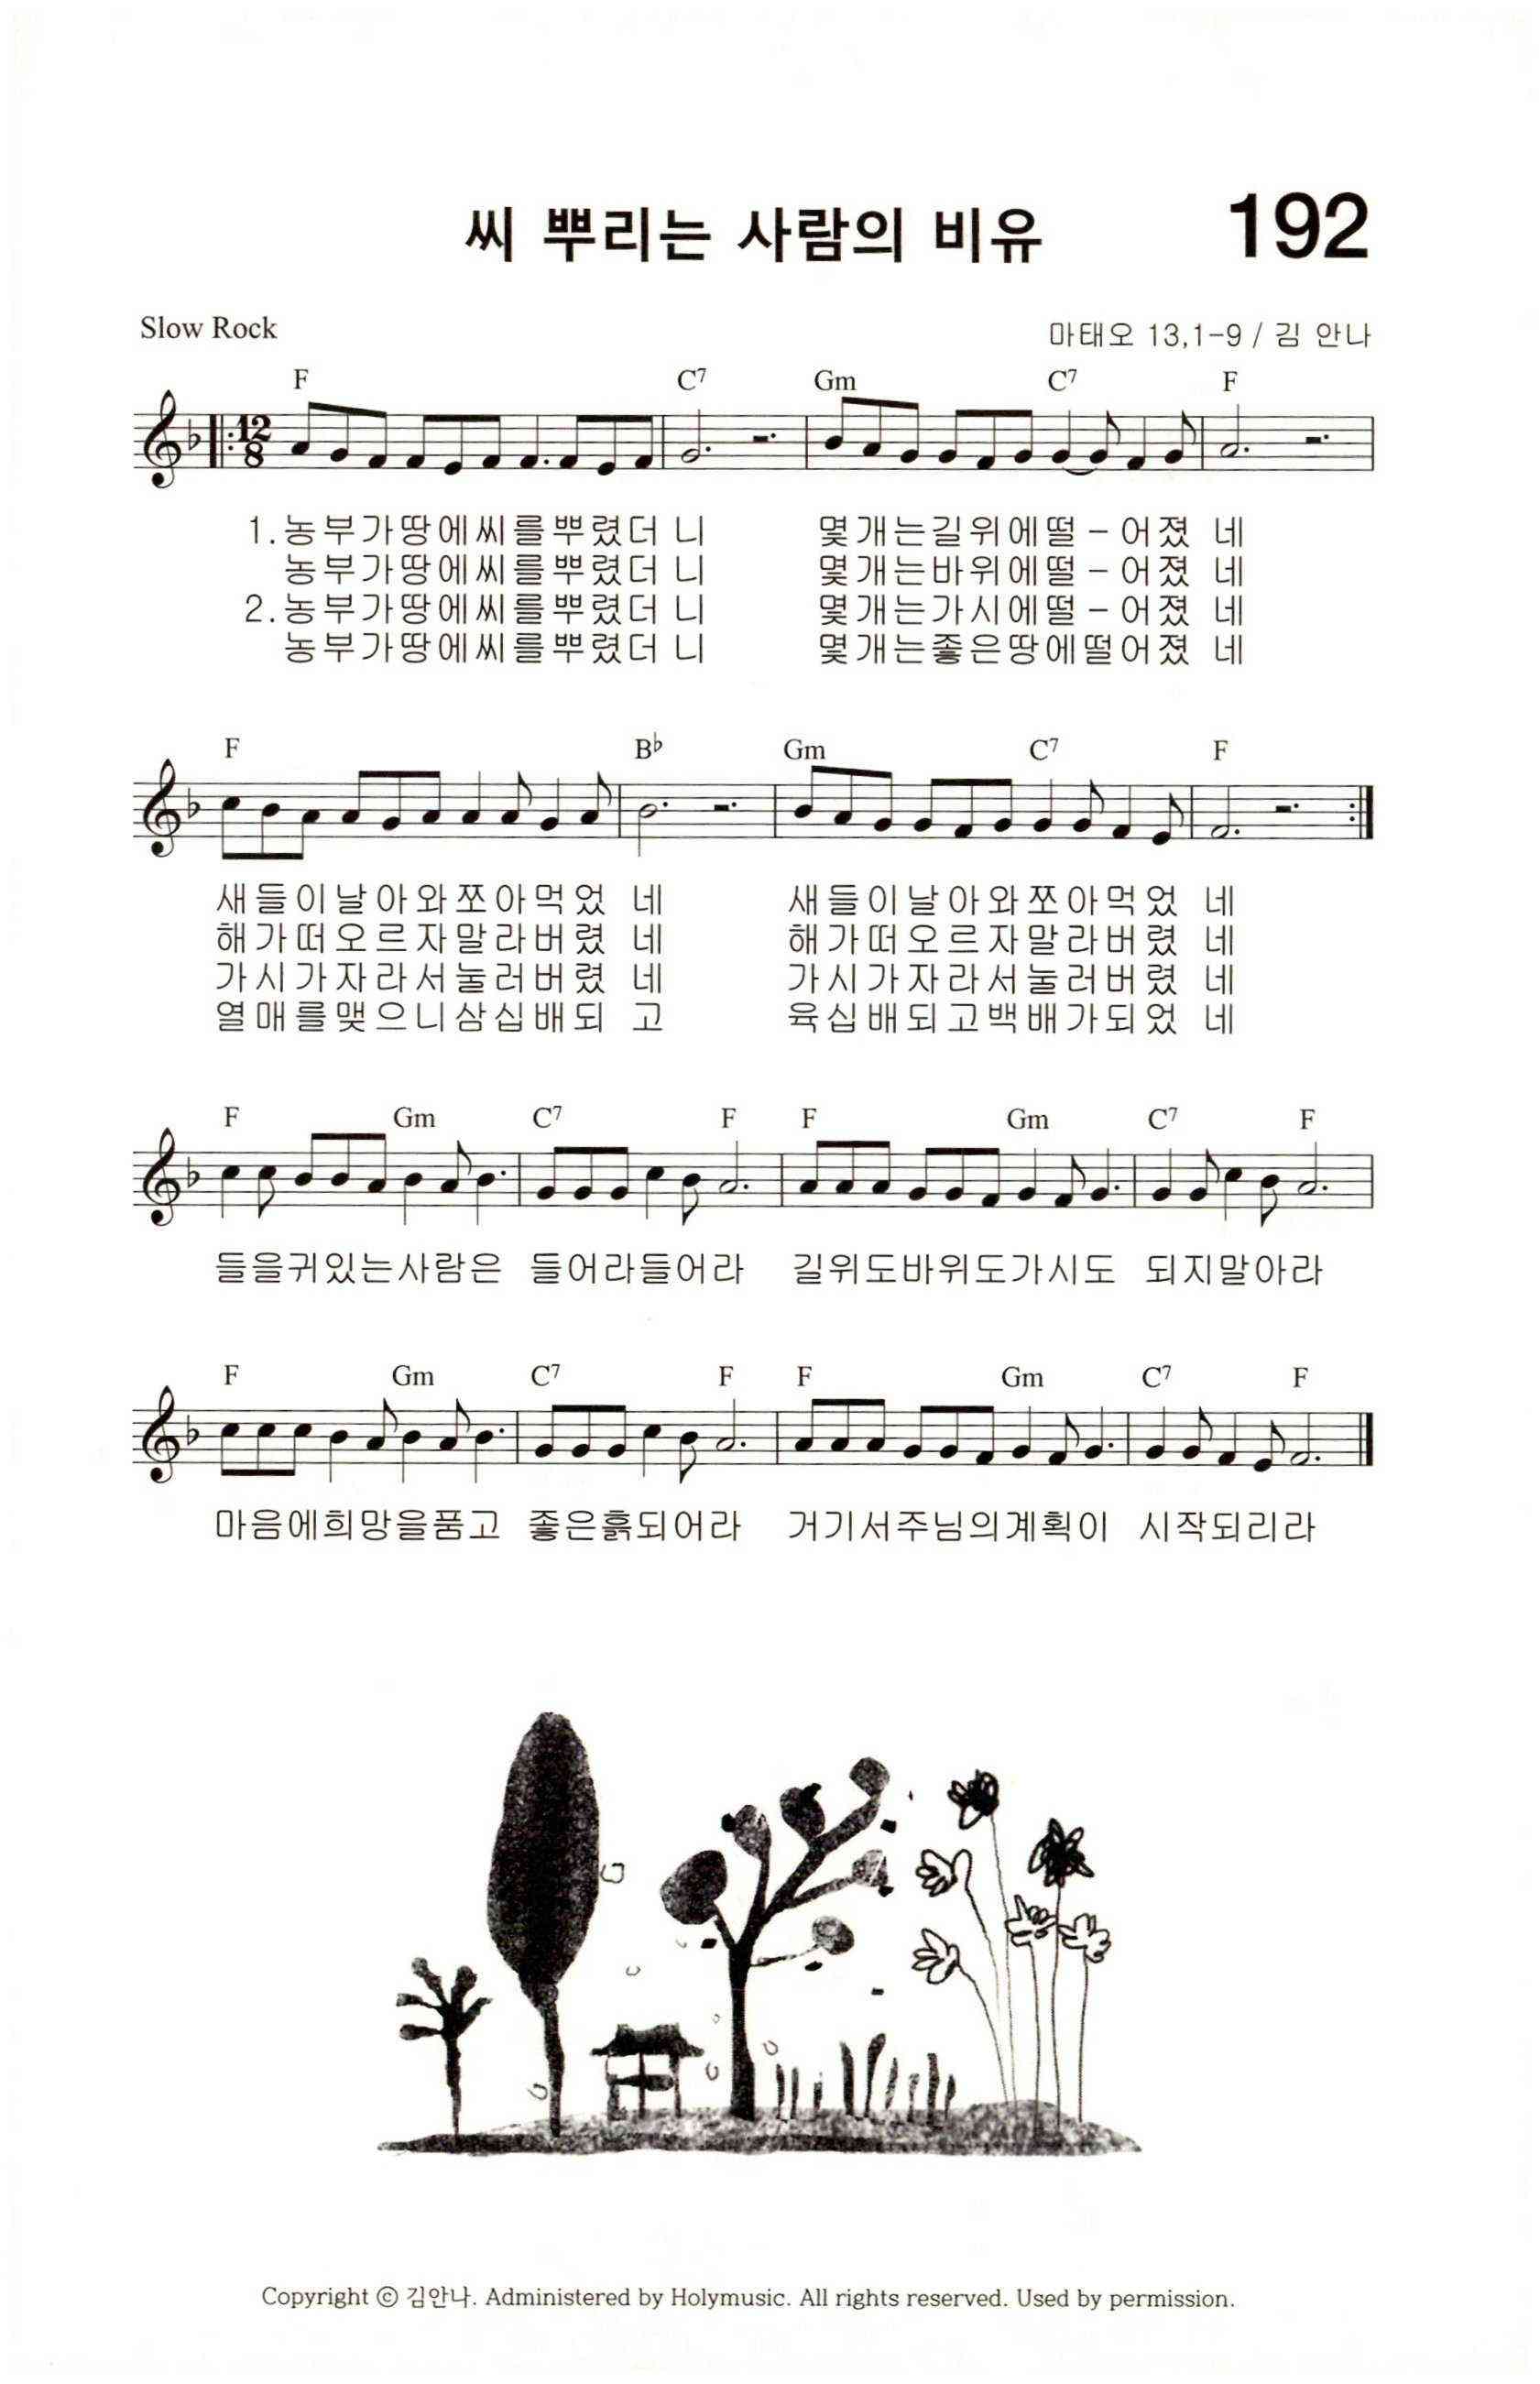 씨 뿌리는 사람의 비유 192
Slow Rock
마태오 13,1-9 / 김 안나
F C7 Gm C7 F
1.농부가땅에씨를뿌렸더니 몇개는길위에떨-어졌 네
농부가땅에씨를뿌렸더니 몇개는바위에떨-어졌 네
2.농부가땅에씨를뿌렸더니 몇개는가시에떨-어졌 네
농부가땅에씨를뿌렸더니 몇개는좋은땅에떨어졌 네
F B♭ Gm C7 F
새들이날아와쪼아먹었 네 새들이날아와쪼아먹었 네
해가떠오르자말라버렸 네 해가떠오르자말라버렸 네
가시가자라서눌러버렸 네 가시가자라서눌러버렸 네
열매를맺으니삼십배되 고 육십배되고백배가되었 네
F Gm C7 F F Gm C7 F
들을귀있는사람은 들어라들어라 길위도바위도가시도 되지말아라
F Gm C7 F F Gm C7 F
마음에희망을품고 좋은흙되어라 거기서주님의계획이 시작되리라
Copyright ⓒ 김안나. Administered by Holymusic. All rights reserved. Used by permission.